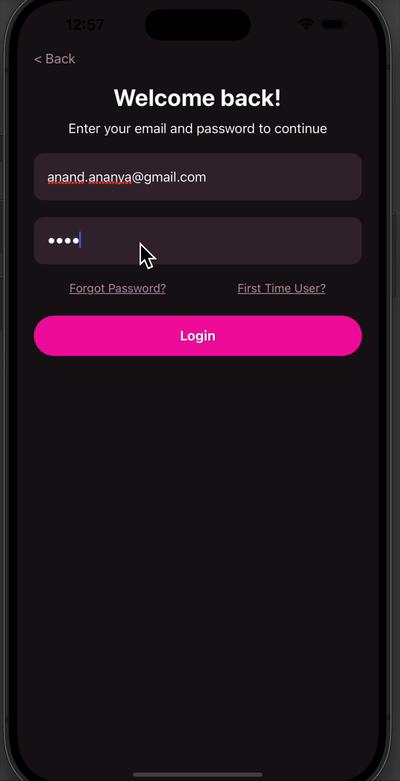 12:57
< Back
Welcome back!
Enter your email and password to continue
anand.ananya@gmail.com
••••
Forgot Password? First Time User?
Login